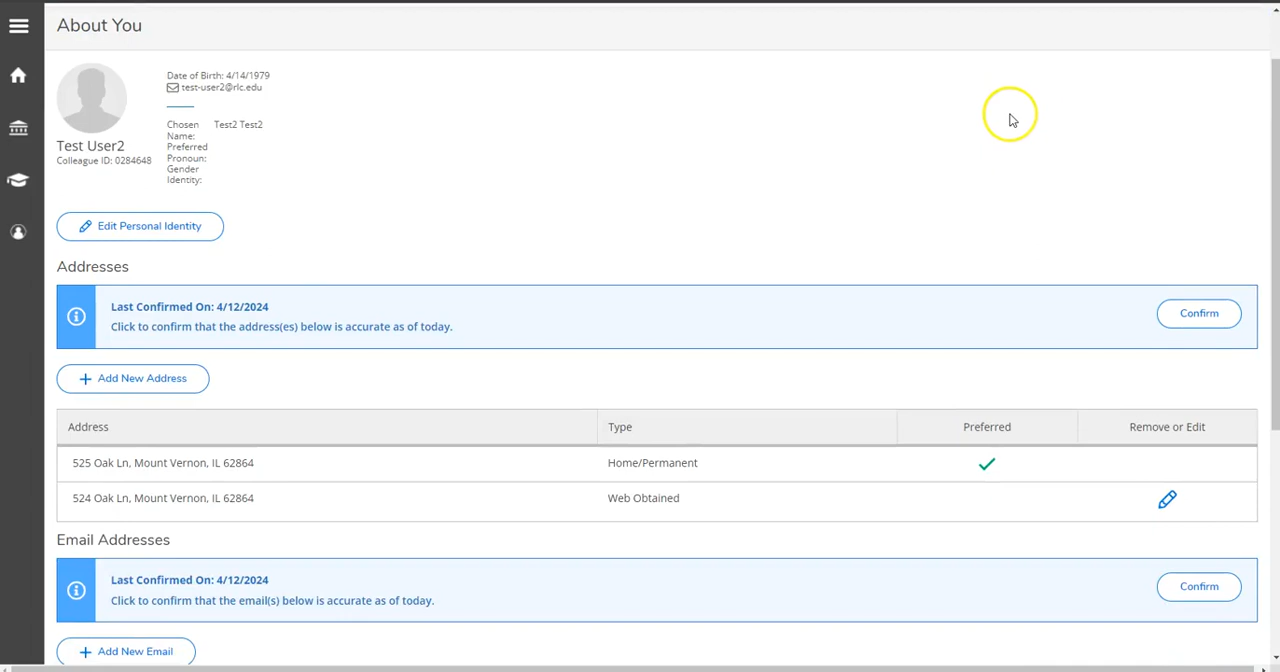 About You
Date of Birth: 4/14/1979
test-user2@rlc.edu
Chosen Name: Test2 Test2
Preferred Pronoun:
Gender Identity:
Test User2
Colleague ID: 0284648
Edit Personal Identity
Addresses
Last Confirmed On: 4/12/2024
Click to confirm that the address(es) below is accurate as of today.
Confirm
Add New Address
Address Type Preferred Remove or Edit
525 Oak Ln, Mount Vernon, IL 62864 Home/Permanent
524 Oak Ln, Mount Vernon, IL 62864 Web Obtained
Email Addresses
Last Confirmed On: 4/12/2024
Click to confirm that the email(s) below is accurate as of today.
Confirm
Add New Email